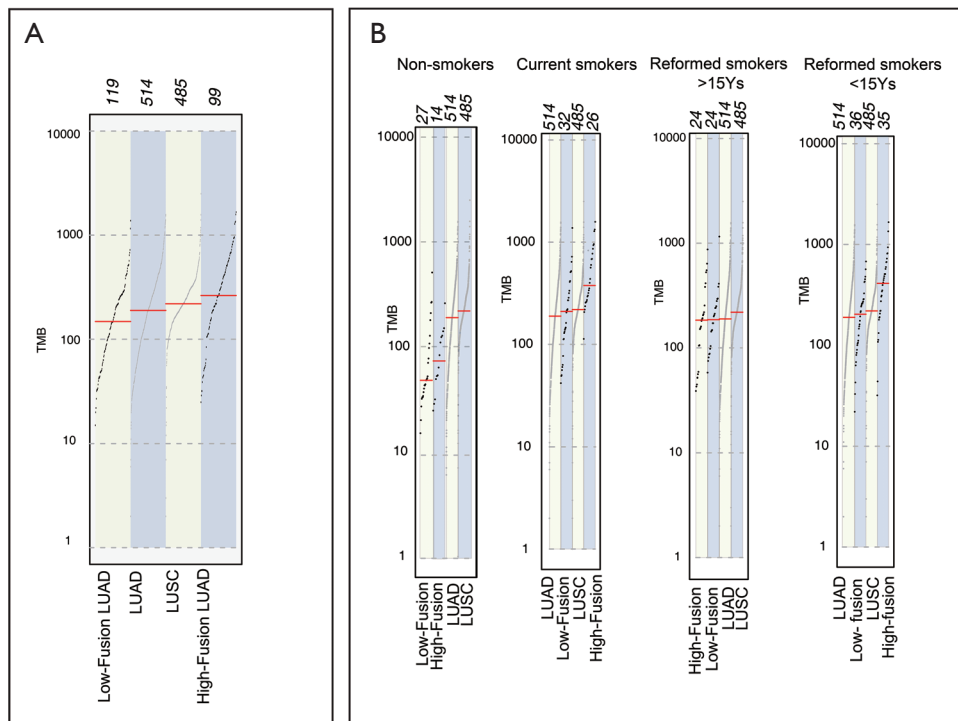 A
119 514 485 99
10000
1000
100
10
1
TMB
Low-Fusion LUAD
LUAD
LUSC
High-Fusion LUAD
B
Non-smokers
27 14 514 485
10000
1000
100
10
1
TMB
Low-Fusion
High-Fusion
LUAD
LUSC
Current smokers
514 32 485 26
10000
1000
100
10
1
TMB
LUAD
Low-Fusion
LUSC
High-Fusion
Reformed smokers
>15Ys
24 24 514 485
10000
1000
100
10
1
TMB
High-Fusion
Low-Fusion
LUAD
LUSC
Reformed smokers
<15Ys
514 36 485 35
10000
1000
100
10
1
TMB
LUAD
Low- fusion
LUSC
High-fusion